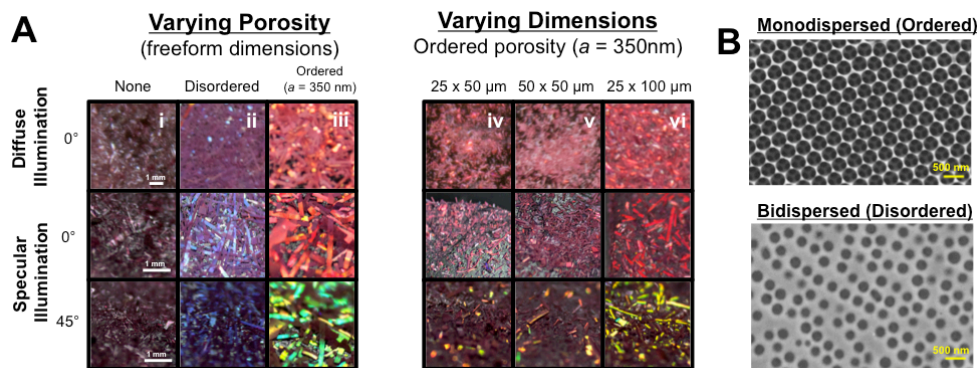 A
Varying Porosity
(freeform dimensions)
None
Disordered
Ordered
(a = 350 nm)
Varying Dimensions
Ordered porosity (a = 350nm)
25 x 50 µm
50 x 50 µm
25 x 100 µm
Diffuse
Illumination
0°
i
1 mm
ii
iii
iv
v
vi
Specular
Illumination
0°
1 mm
45°
1 mm
B
Monodispersed (Ordered)
500 nm
Bidispersed (Disordered)
500 nm